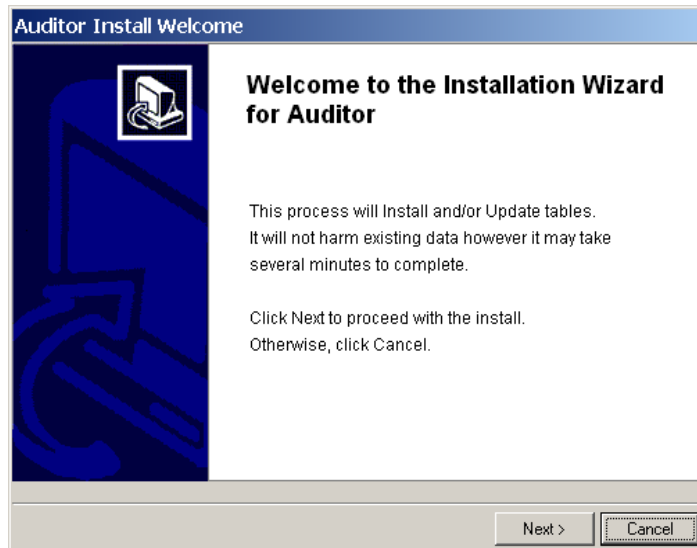 Auditor Install Welcome
Welcome to the Installation Wizard
for Auditor
This process will Install and/or Update tables.
It will not harm existing data however it may take
several minutes to complete.
Click Next to proceed with the install.
Otherwise, click Cancel.
Next >
Cancel